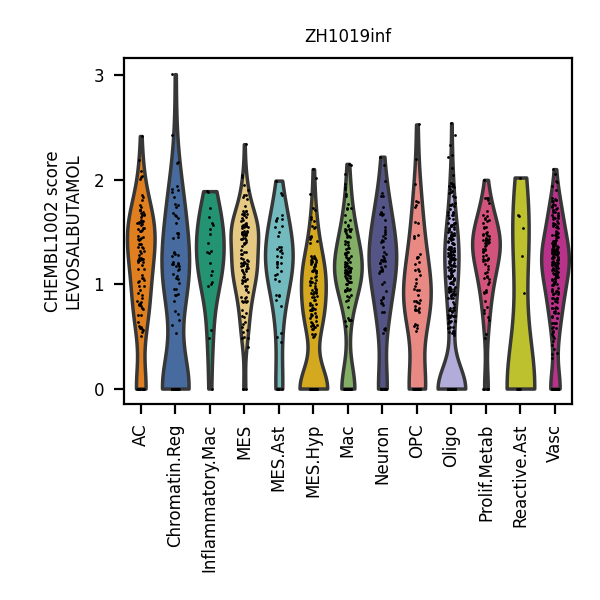 ZH1019inf
CHEMBL1002 score
LEVOSALBUTAMOL
3
2
1
0
AC
Chromatin.Reg
Inflammatory.Mac
MES
MES.Ast
MES.Hyp
Mac
Neuron
OPC
Oligo
Prolif.Metab
Reactive.Ast
Vasc